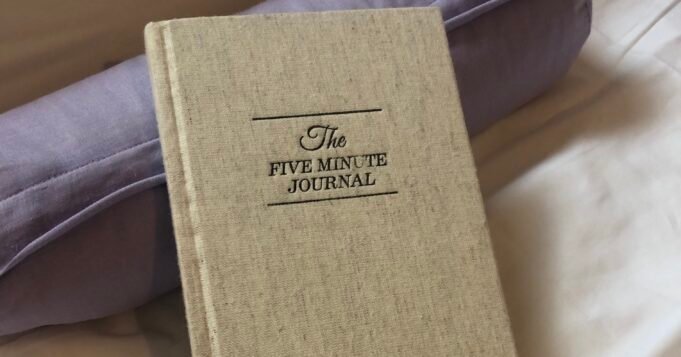 The
FIVE MINUTE
JOURNAL